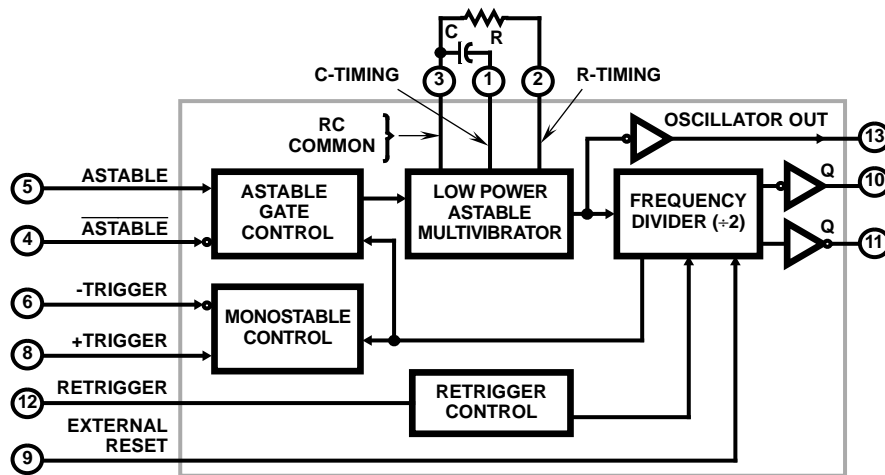 C
R
3
1
2
C-TIMING
R-TIMING
RC
COMMON
OSCILLATOR OUT
13
5
ASTABLE
4
ASTABLE
ASTABLE
GATE
CONTROL
LOW POWER
ASTABLE
MULTIVIBRATOR
FREQUENCY
DIVIDER (÷2)
Q
10
Q
11
6
-TRIGGER
8
+TRIGGER
MONOSTABLE
CONTROL
12
RETRIGGER
RETRIGGER
CONTROL
EXTERNAL
RESET
9